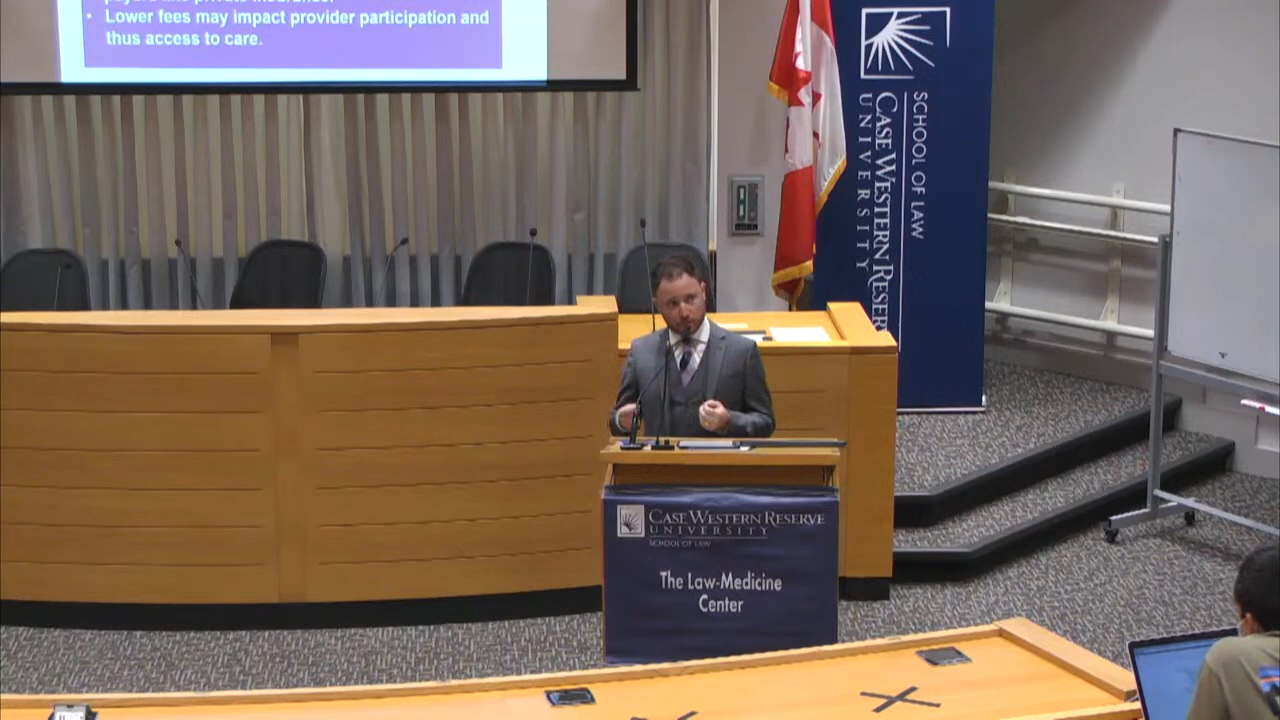 • Lower fees may impact provider participation and
thus access to care.
SCHOOL OF LAW
CASE WESTERN RESER
UNIVERSITY
CASE WESTERN RESERVE
UNIVERSITY
SCHOOL OF LAW
The Law-Medicine
Center